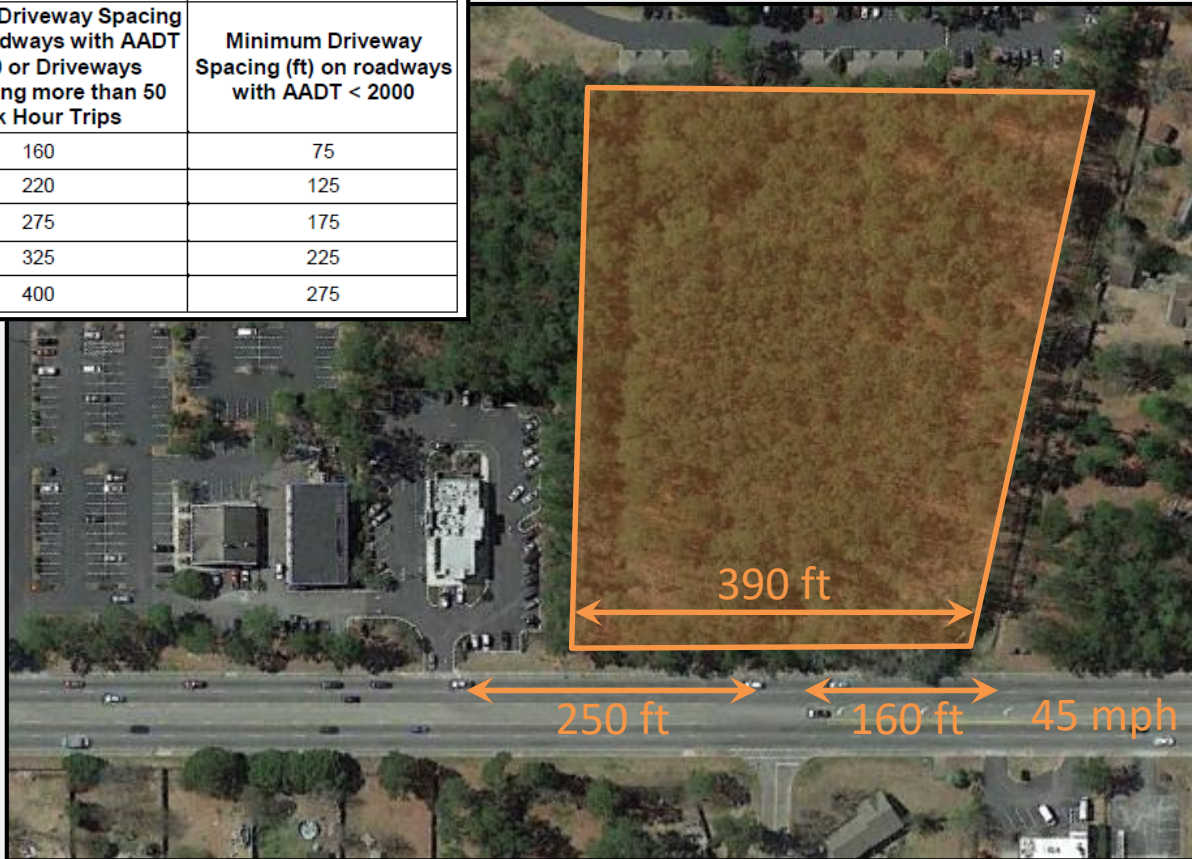 Driveway Spacing
with AADT
or Driveways
more than 50
Hour Trips
Minimum Driveway
Spacing (ft) on roadways
with AADT < 2000
160 75
220 125
275 175
325 225
400 275
390 ft
250 ft
160 ft
45 mph